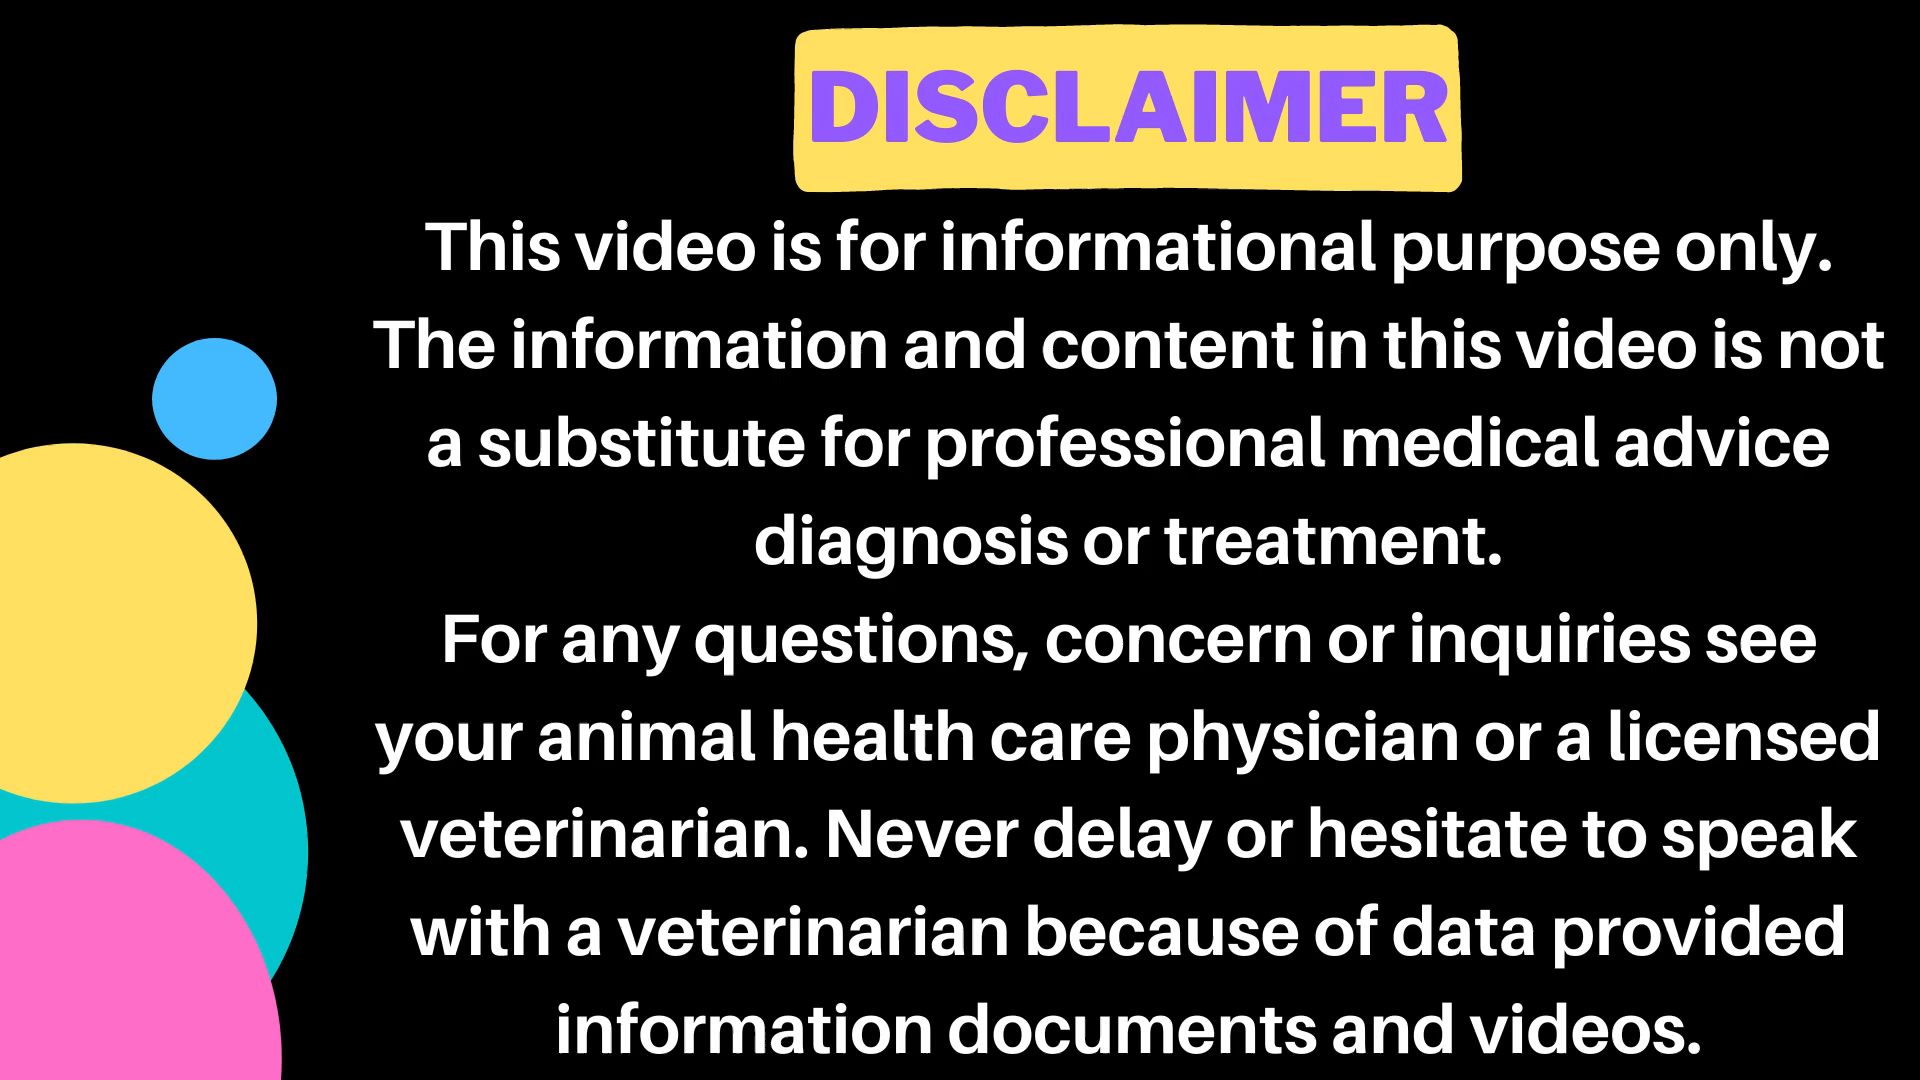 DISCLAIMER
This video is for informational purpose only.
The information and content in this video is not
a substitute for professional medical advice
diagnosis or treatment.
For any questions, concern or inquiries see
your animal health care physician or a licensed
veterinarian. Never delay or hesitate to speak
with a veterinarian because of data provided
information documents and videos.